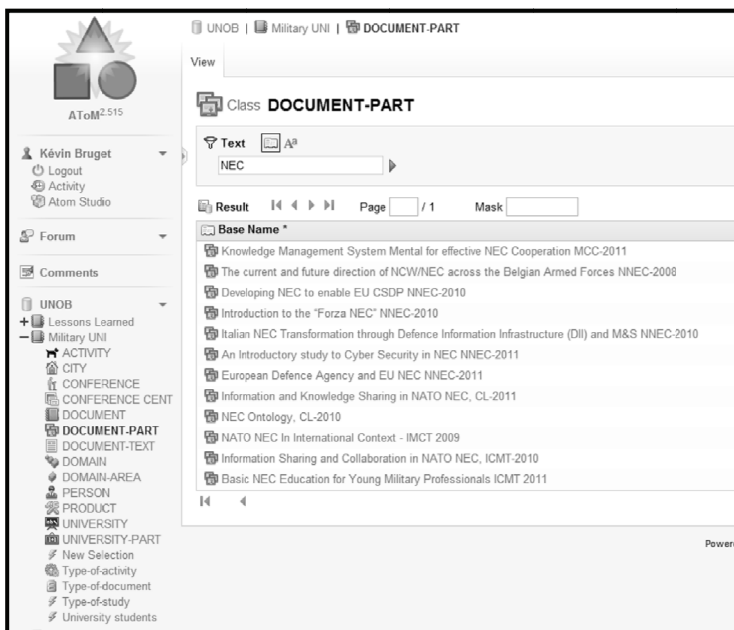 UNOB | Military UNI | DOCUMENT-PART
View
AToM2.515
Kévin Bruget
Logout
Activity
Atom Studio
Forum
Comments
UNOB
Lessons Learned
Military UNI
ACTIVITY
CITY
CONFERENCE
CONFERENCE CENT
DOCUMENT
DOCUMENT-PART
DOCUMENT-TEXT
DOMAIN
DOMAIN-AREA
PERSON
PRODUCT
UNIVERSITY
UNIVERSITY-PART
New Selection
Type-of-activity
Type-of-document
Type-of-study
University students
Class DOCUMENT-PART
Text Aa
NEC
Result Page / 1 Mask
Base Name *
Knowledge Management System Mental for effective NEC Cooperation MCC-2011
The current and future direction of NCW/NEC across the Belgian Armed Forces NNEC-2008
Developing NEC to enable EU CSDP NNEC-2010
Introduction to the "Forza NEC" NNEC-2010
Italian NEC Transformation through Defence Information Infrastructure (DII) and M&S NNEC-2010
An Introductory study to Cyber Security in NEC NNEC-2011
European Defence Agency and EU NEC NNEC-2011
Information and Knowledge Sharing in NATO NEC, CL-2011
NEC Ontology, CL-2010
NATO NEC In International Context - IMCT 2009
Information Sharing and Collaboration in NATO NEC, ICMT-2010
Basic NEC Education for Young Military Professionals ICMT 2011
Powere